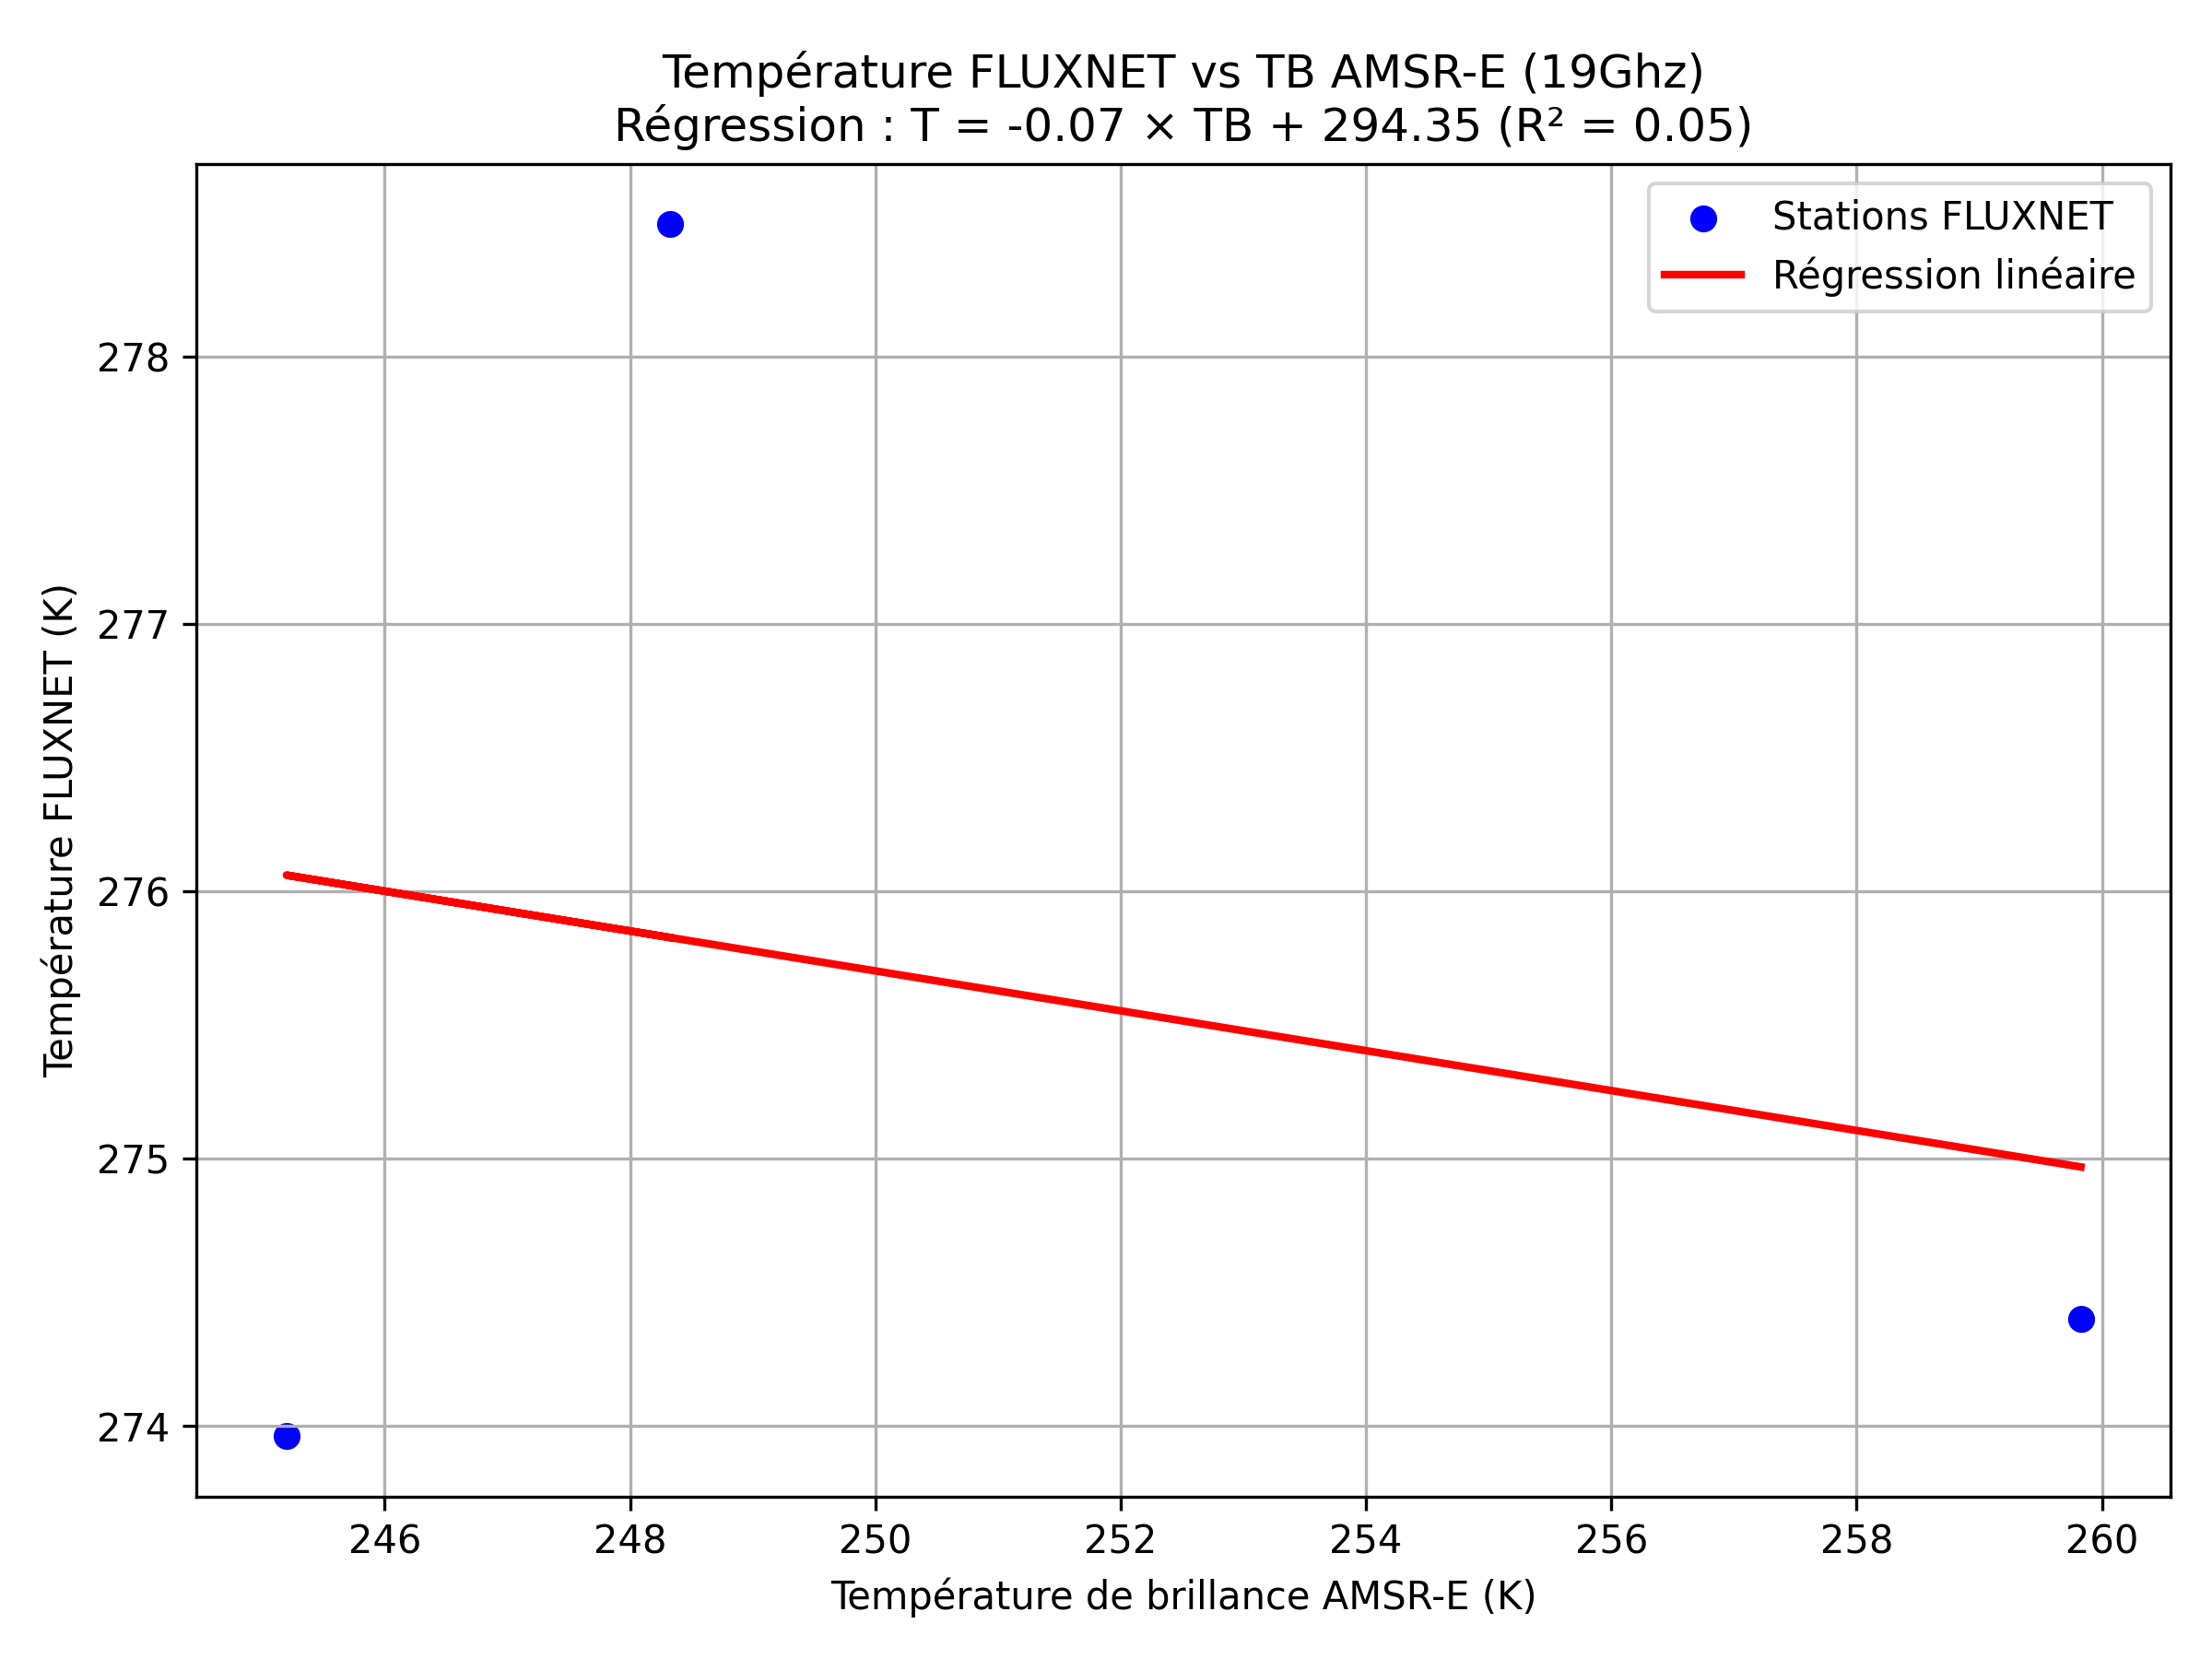 Température FLUXNET vs TB AMSR-E (19Ghz)
Régression : T = -0.07 × TB + 294.35 (R² = 0.05)
Stations FLUXNET
Régression linéaire
Température FLUXNET (K)
278
277
276
275
274
246 248 250 252 254 256 258 260
Température de brillance AMSR-E (K)